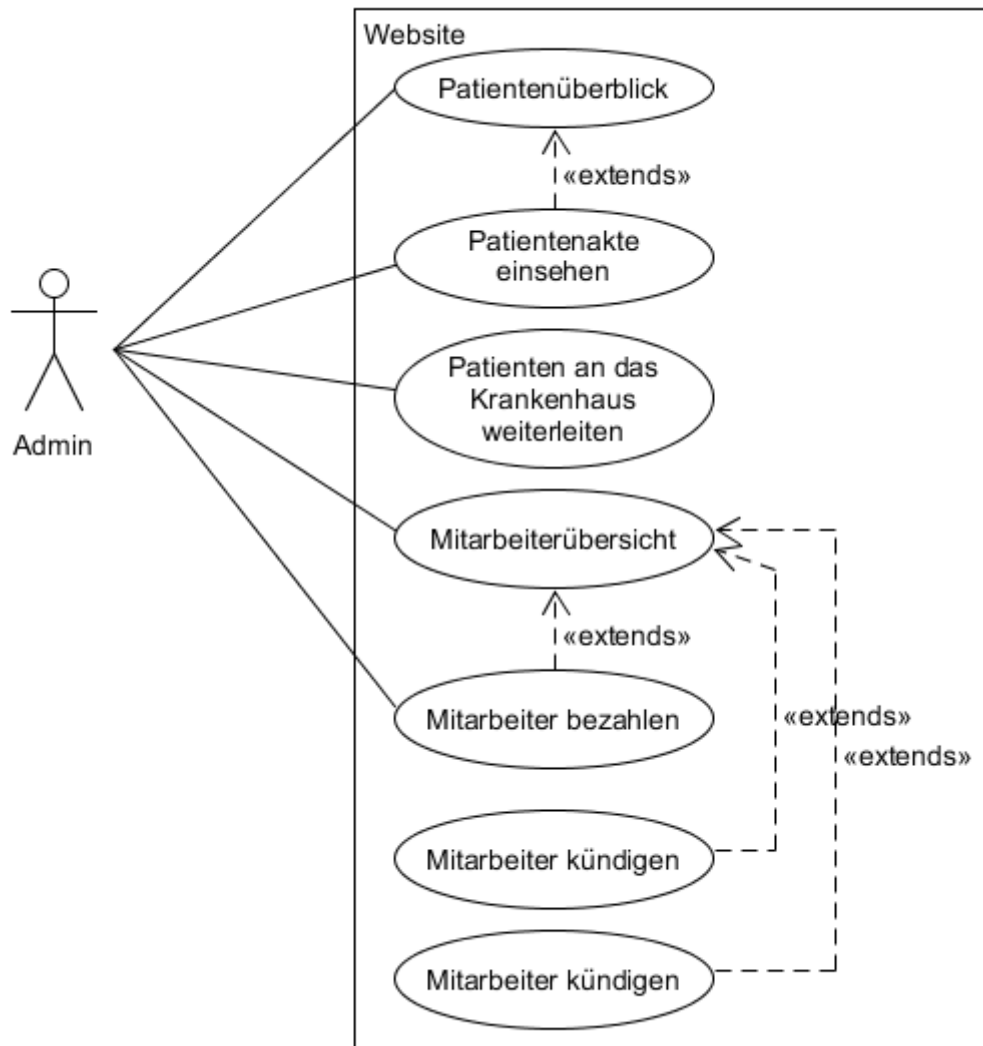 Website
Patientenüberblick
«extends»
Patientenakte
einsehen
Patienten an das
Krankenhaus
weiterleiten
Admin
Mitarbeiterübersicht
«extends»
Mitarbeiter bezahlen
«extends»
«extends»
Mitarbeiter kündigen
Mitarbeiter kündigen